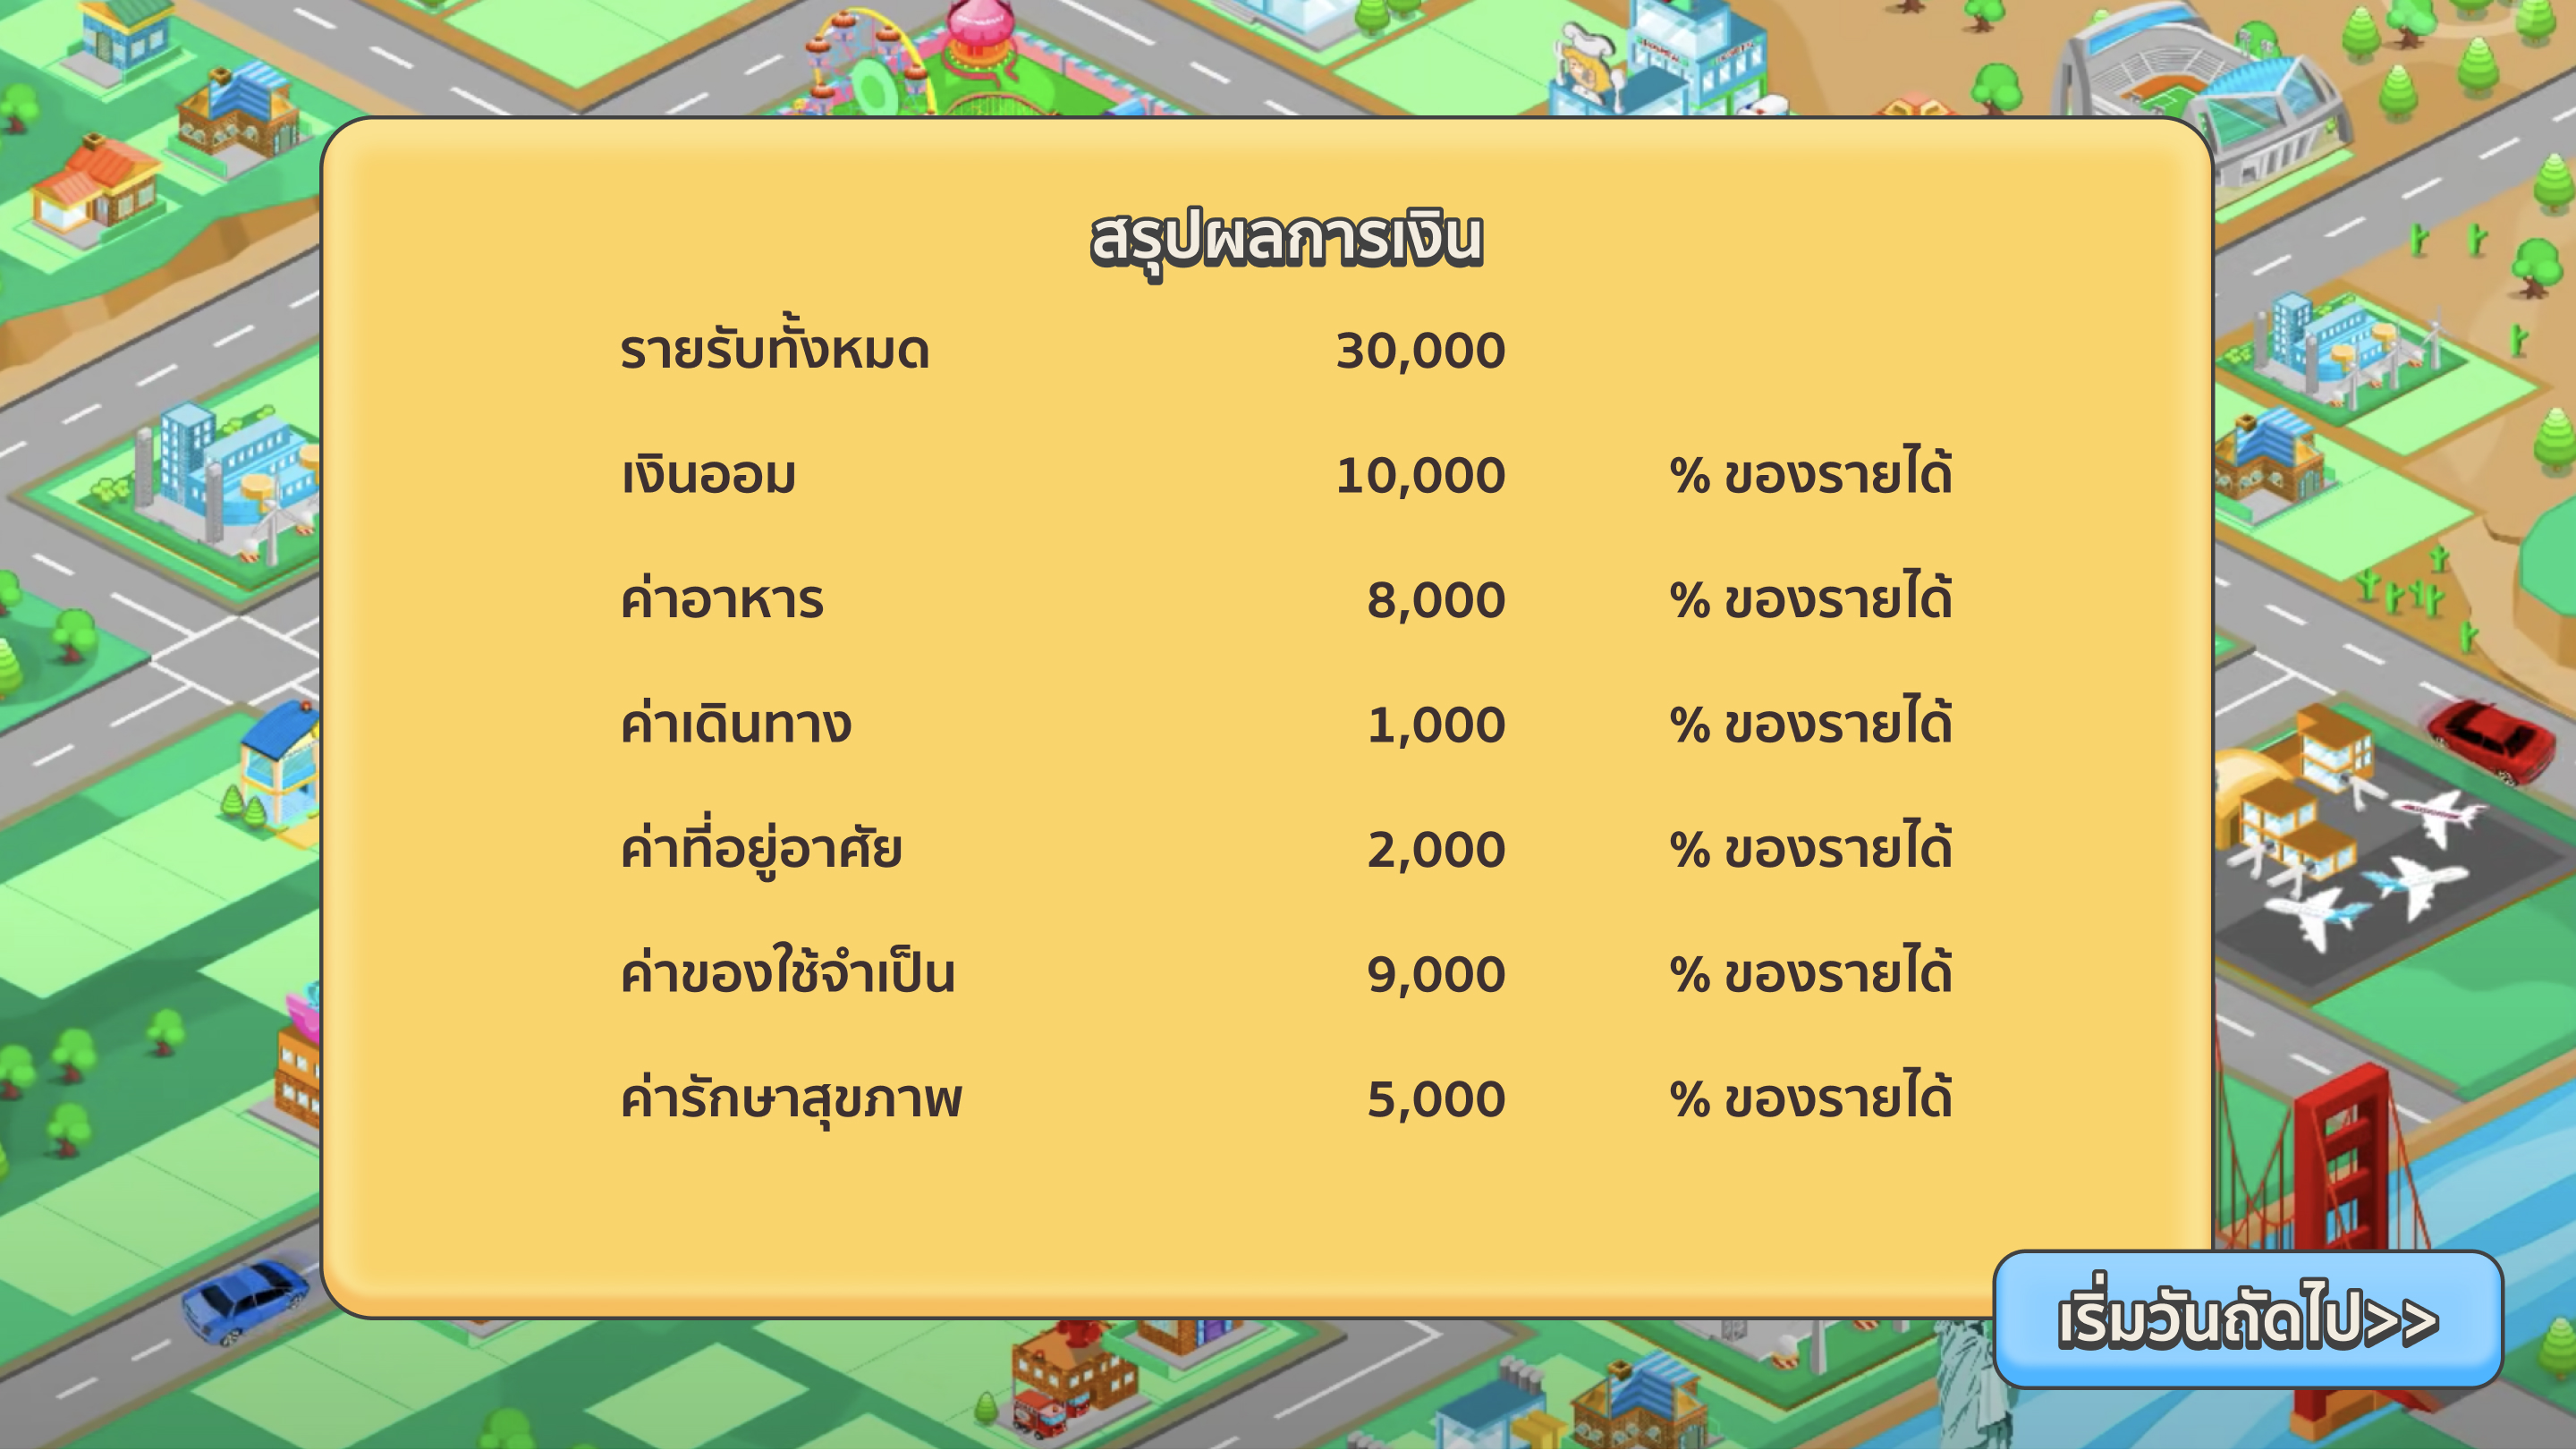 สรุปผลการเงิน
รายรับทั้งหมด 30,000
เงินออม 10,000 % ของรายได้
ค่าอาหาร 8,000 % ของรายได้
ค่าเดินทาง 1,000 % ของรายได้
ค่าที่อยู่อาศัย 2,000 % ของรายได้
ค่าของใช้จำเป็น 9,000 % ของรายได้
ค่ารักษาสุขภาพ 5,000 % ของรายได้
เริ่มวันถัดไป>>